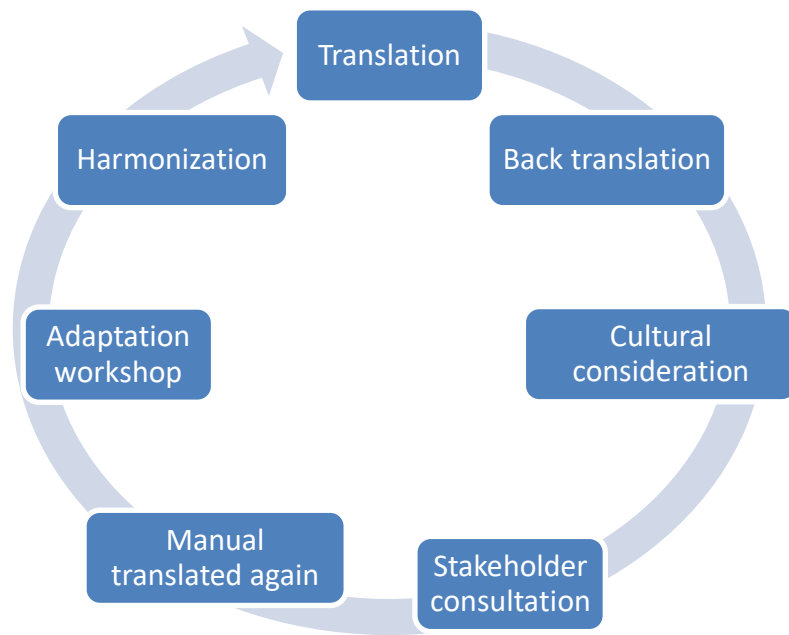 Translation
Back translation
Cultural
consideration
Stakeholder
consultation
Manual
translated again
Adaptation
workshop
Harmonization